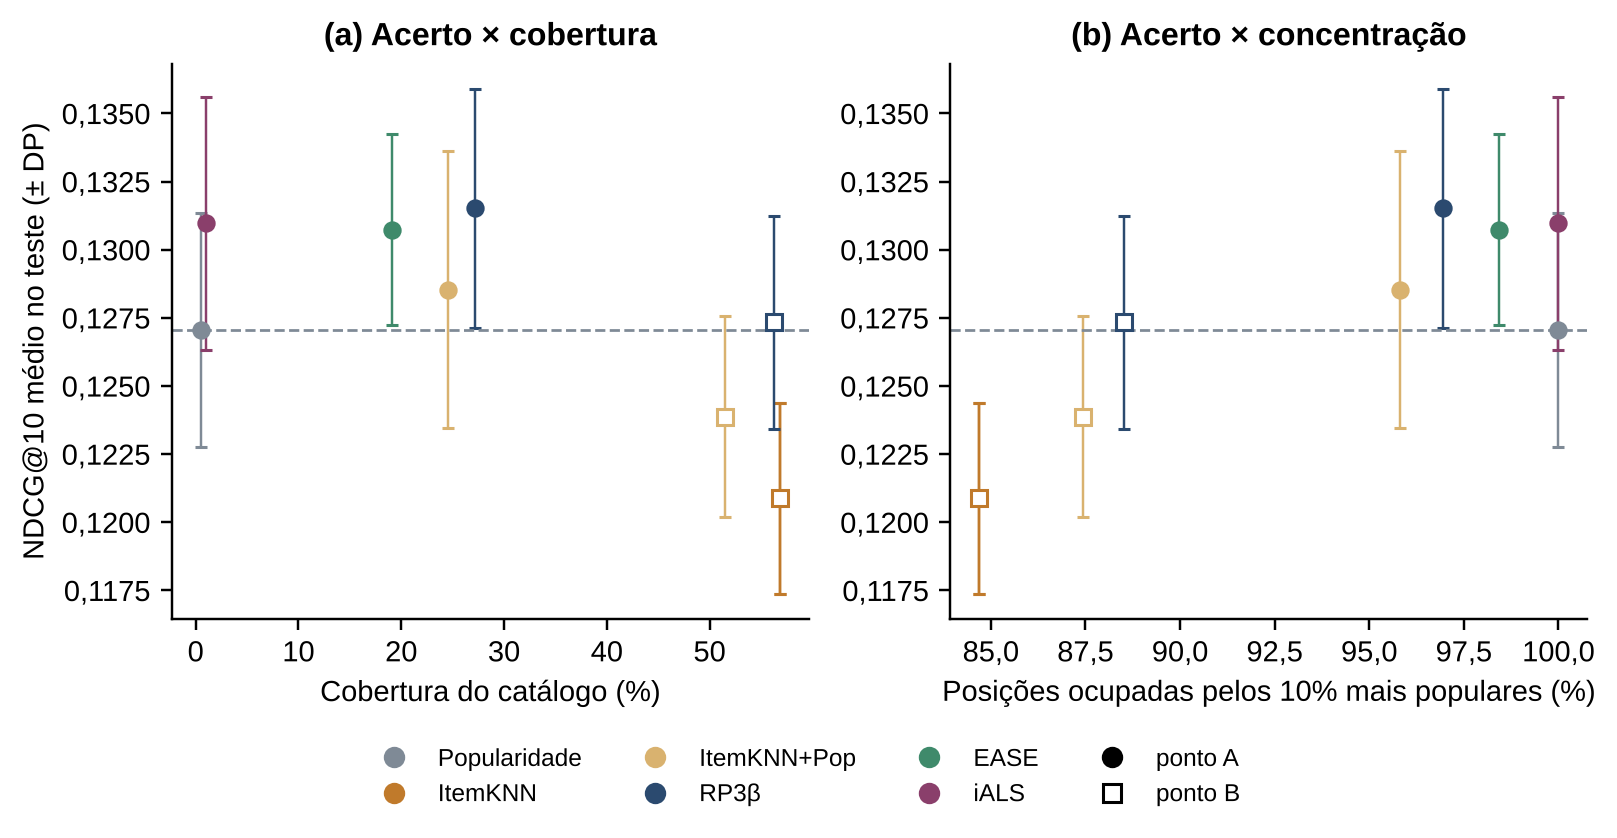 (a) Acerto × cobertura
NDCG@10 médio no teste (± DP)
0,1350
0,1325
0,1300
0,1275
0,1250
0,1225
0,1200
0,1175
0 10 20 30 40 50
Cobertura do catálogo (%)
(b) Acerto × concentração
0,1350
0,1325
0,1300
0,1275
0,1250
0,1225
0,1200
0,1175
85,0 87,5 90,0 92,5 95,0 97,5 100,0
Posições ocupadas pelos 10% mais populares (%)
Popularidade ItemKNN+Pop EASE ponto A
ItemKNN RP3β iALS ponto B